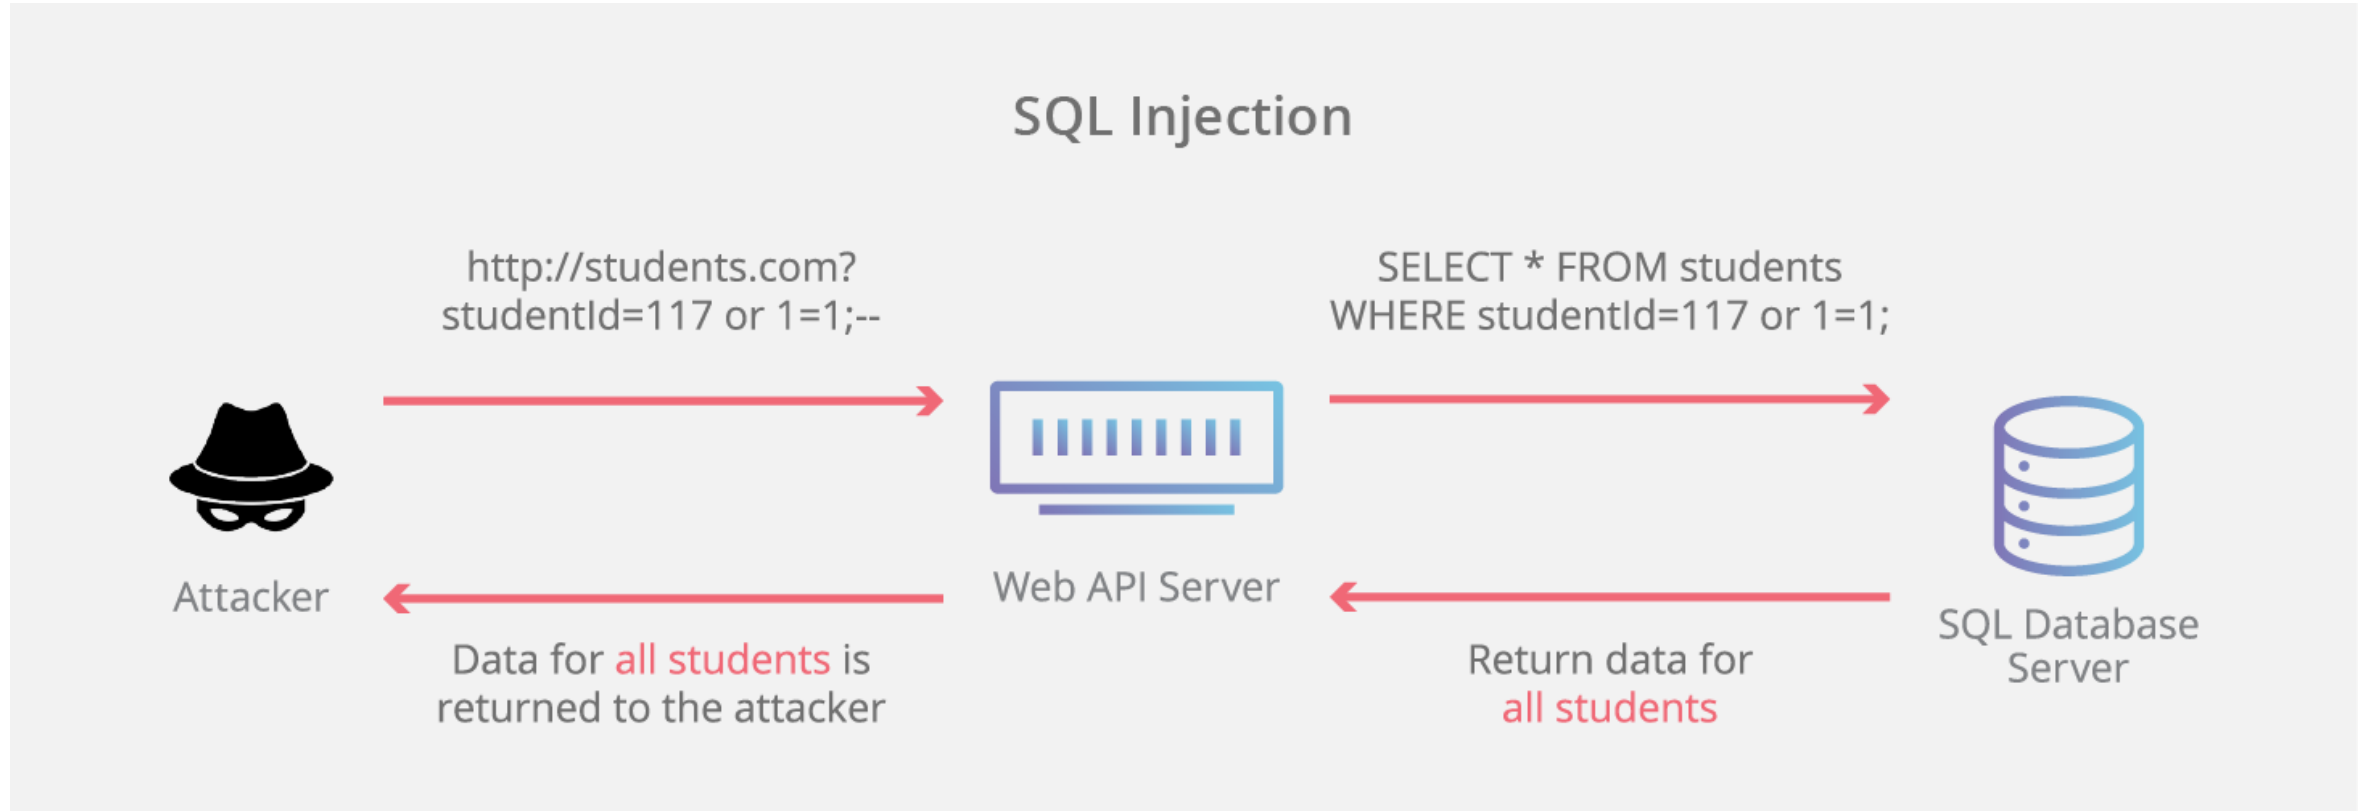 SQL Injection
http://students.com?
studentId=117 or 1=1;--
SELECT * FROM students
WHERE studentId=117 or 1=1;
Attacker
Web API Server
SQL Database
Server
Data for all students is
returned to the attacker
Return data for
all students